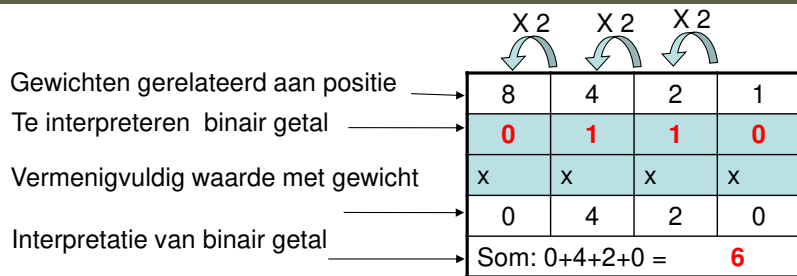 X 2 X 2 X 2
Gewichten gerelateerd aan positie 8 4 2 1
Te interpreteren binair getal 0 1 1 0
Vermenigvuldig waarde met gewicht x x x x
0 4 2 0
Interpretatie van binair getal Som: 0+4+2+0 = 6